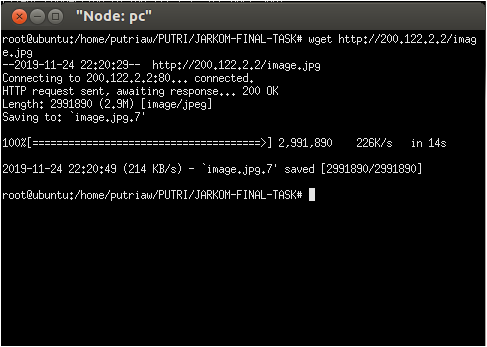 "Node: pc"
root@ubuntu:/home/putriaw/PUTRI/JARKOM-FINAL-TASK# wget http://200.122.2.2/imag
e.jpg
--2019-11-24 22:20:29--  http://200.122.2.2/image.jpg
Connecting to 200.122.2.2:80... connected.
HTTP request sent, awaiting response... 200 OK
Length: 2991890 (2.9M) [image/jpeg]
Saving to: `image.jpg.7'
100%[======================================>] 2,991,890    226K/s   in 14s
2019-11-24 22:20:49 (214 KB/s) - `image.jpg.7' saved [2991890/2991890]
root@ubuntu:/home/putriaw/PUTRI/JARKOM-FINAL-TASK#